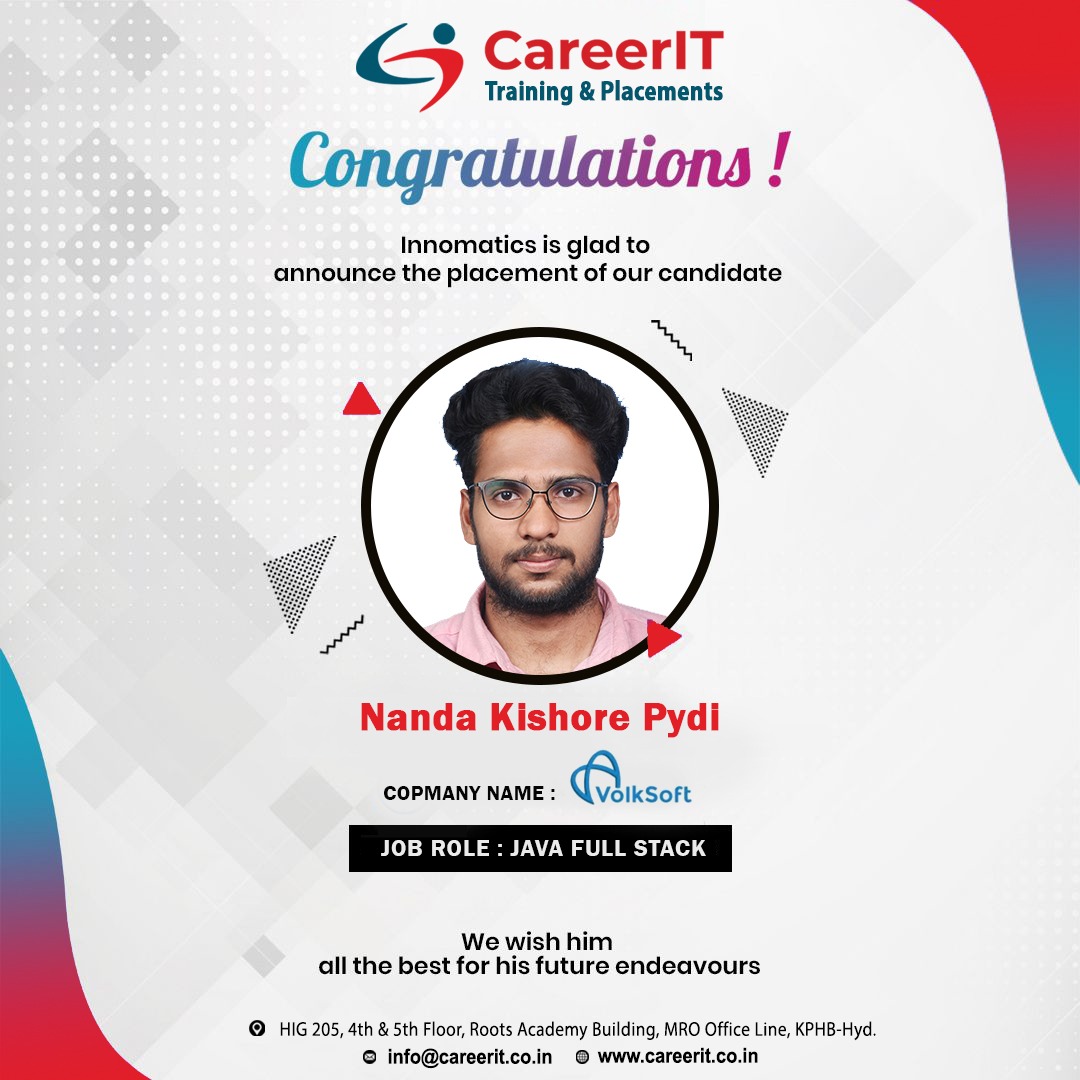 CareerIT
Training & Placements
Congratulations !
Innomatics is glad to
announce the placement of our candidate
Nanda Kishore Pydi
COPMANY NAME : VolkSoft
JOB ROLE : JAVA FULL STACK
We wish him
all the best for his future endeavours
HIG 205, 4th & 5th Floor, Roots Academy Building, MRO Office Line, KPHB-Hyd.
info@careerit.co.in www.careerit.co.in